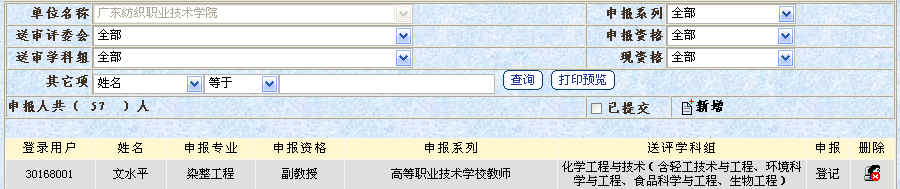 单位名称 广东纺织职业技术学院 申报系列 全部
送审评委会 全部 申报资格 全部
送审学科组 全部 现资格 全部
其它项 姓名 等于 查询 打印预览
申报人共（ 57 ）人 已提交 新增
登录用户 姓名 申报专业 申报资格 申报系列 送评学科组 申报 删除
30168001 文水平 染整工程 副教授 高等职业技术学校教师 化学工程与技术（含轻工技术与工程、环境科 登记
学与工程、食品科学与工程、生物工程）